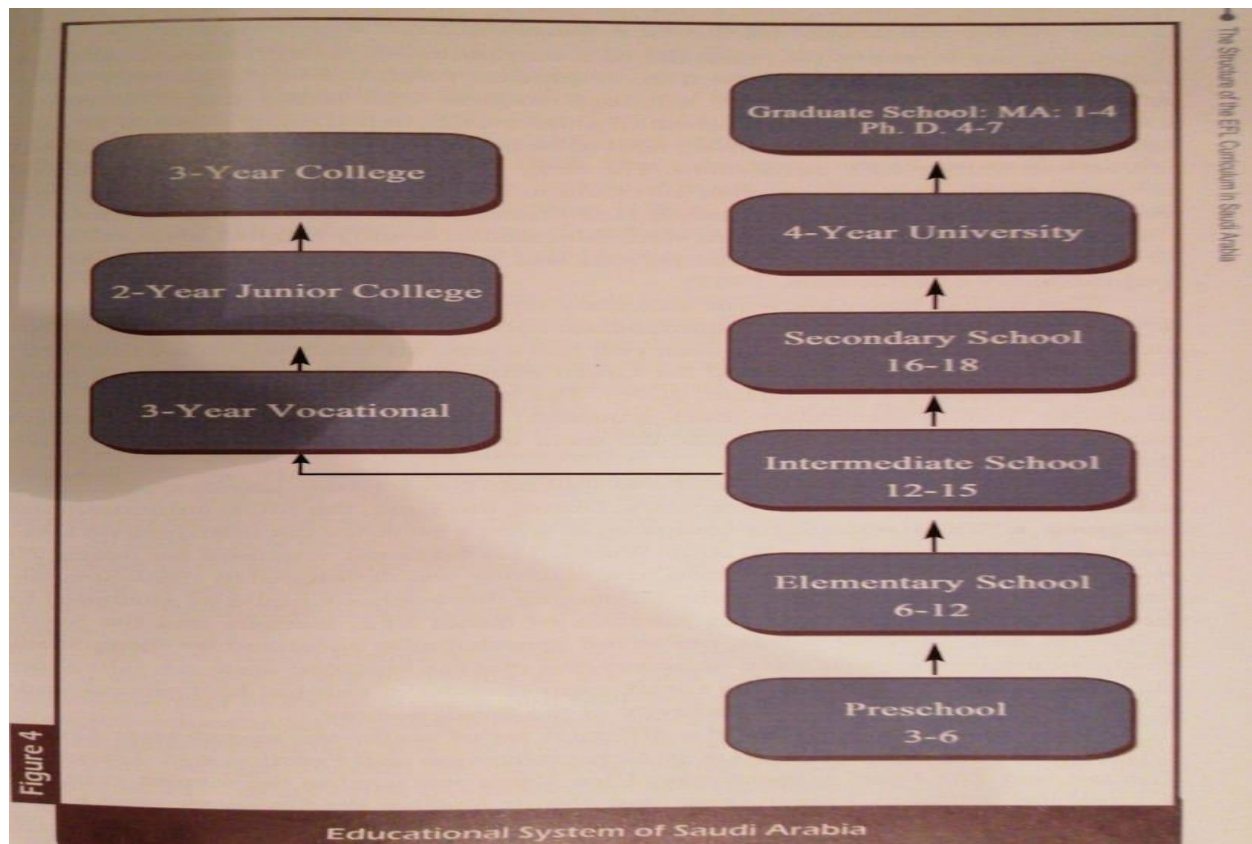 The Structure of the EFL Curriculum in Saudi Arabia
Graduate School: MA: 1-4
Ph. D. 4-7
4-Year University
Secondary School
16-18
Intermediate School
12-15
Elementary School
6-12
Preschool
3-6
3-Year College
2-Year Junior College
3-Year Vocational
Figure 4
Educational System of Saudi Arabia